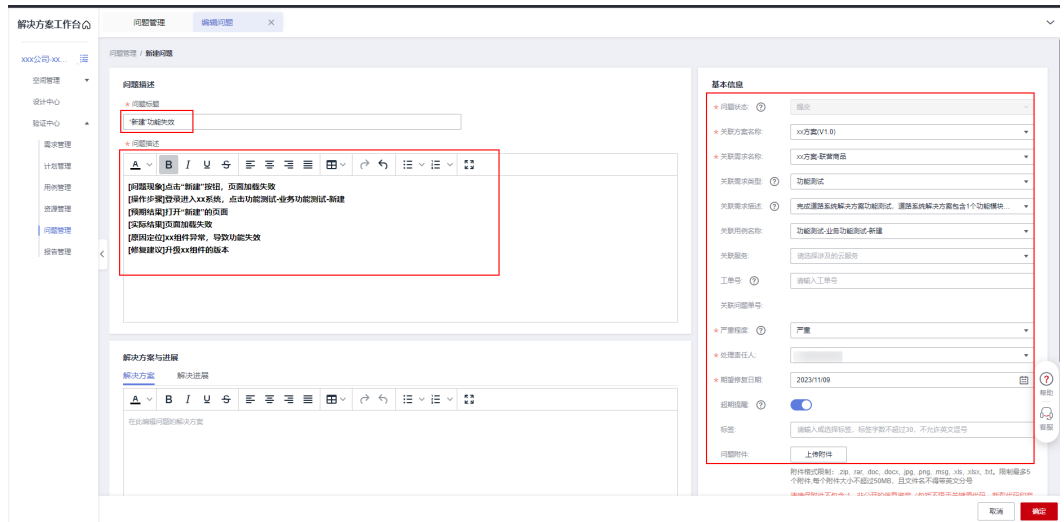 解决方案工作台
问题管理
编辑问题
xxx公司-xx...
空间管理
设计中心
验证中心
需求管理
计划管理
用例管理
资源管理
问题管理
报告管理
问题管理 / 新建问题
问题描述
* 问题标题
“新建”功能失效
* 问题描述
A B I U S
[问题现象]点击“新建”按钮，页面加载失败
[操作步骤]登录进入xx系统，点击功能测试-业务功能测试-新建
[预期结果]打开“新建”的页面
[实际结果]页面加载失败
[原因定位]xx组件异常，导致功能失效
[修复建议]升级xx组件的版本
解决方案与进展
解决方案 解决进展
A B I U S
在此编辑问题的解决方案
基本信息
* 问题状态: ? 提交
* 关联方案名称: xx方案(V1.0)
* 关联需求名称: xx方案-联营商品
关联需求类型: ? 功能测试
关联需求描述: ? 完成道路系统解决方案功能测试，道路系统解决方案包含1个功能模块...
关联用例名称: 功能测试-业务功能测试-新建
关联服务: 请选择涉及的云服务
工单号: ? 请输入工单号
关联问题单号:
* 严重程度: ? 严重
* 处理责任人:
* 期望修复日期: 2023/11/09
超期提醒: ?
标签: 请输入或选择标签，标签字数不超过30，不允许英文逗号
问题附件: 上传附件
附件格式限制：.zip, .rar, .doc, .docx, .jpg, .png, .msg, .xls, .xlsx, .txt。限制最多5
个附件,每个附件大小不超过50MB，且文件名不得带英文分号
帮助
客服
取消
确定